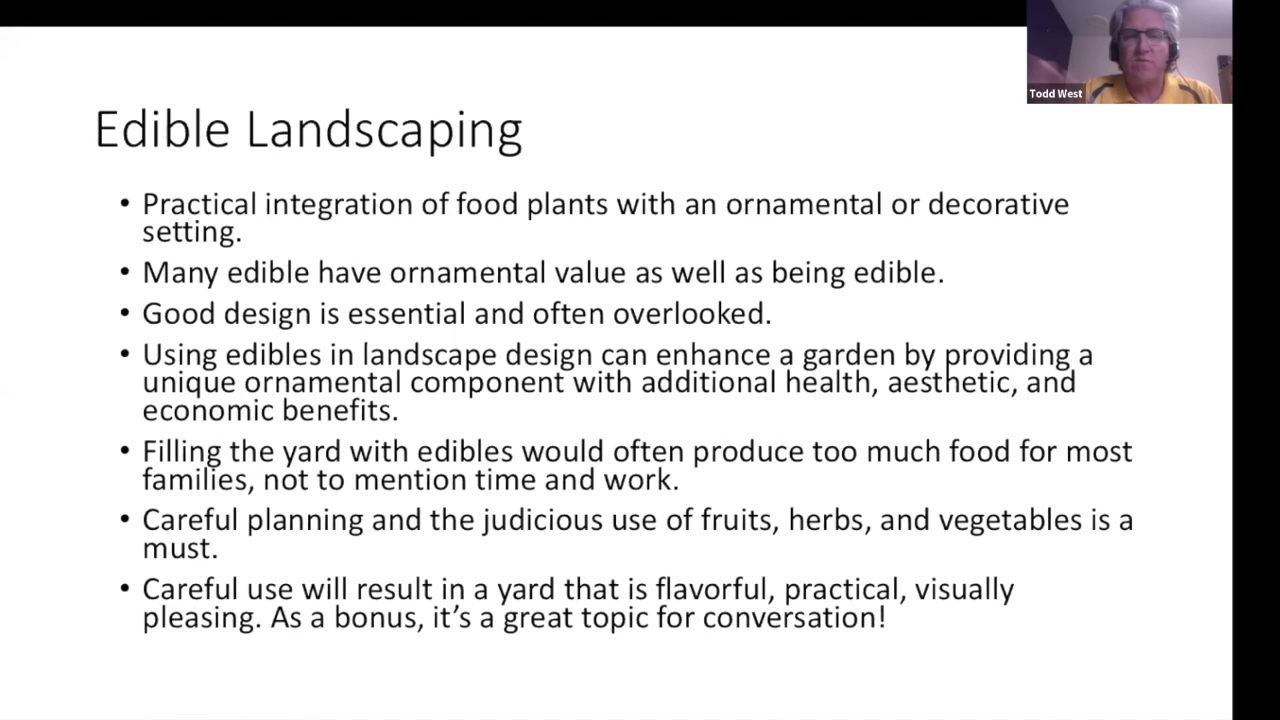 Todd West
Edible Landscaping
• Practical integration of food plants with an ornamental or decorative
setting.
• Many edible have ornamental value as well as being edible.
• Good design is essential and often overlooked.
• Using edibles in landscape design can enhance a garden by providing a
unique ornamental component with additional health, aesthetic, and
economic benefits.
• Filling the yard with edibles would often produce too much food for most
families, not to mention time and work.
• Careful planning and the judicious use of fruits, herbs, and vegetables is a
must.
• Careful use will result in a yard that is flavorful, practical, visually
pleasing. As a bonus, it’s a great topic for conversation!